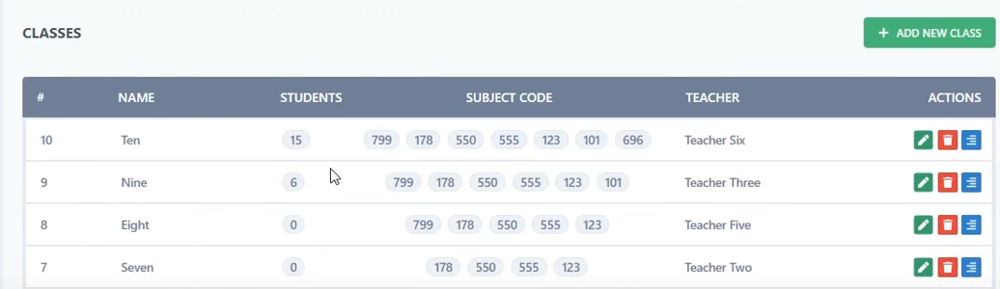 CLASSES
+ ADD NEW CLASS
# NAME STUDENTS SUBJECT CODE TEACHER ACTIONS
10 Ten 15 799 178 550 555 123 101 696 Teacher Six
9 Nine 6 799 178 550 555 123 101 Teacher Three
8 Eight 0 799 178 550 555 123 Teacher Five
7 Seven 0 178 550 555 123 Teacher Two